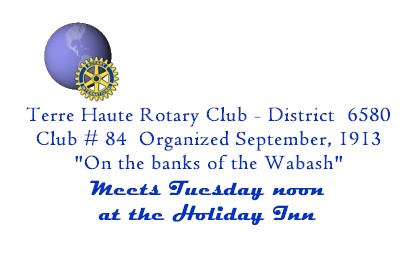 Terre Haute Rotary Club - District 6580
Club # 84 Organized September, 1913
"On the banks of the Wabash"
Meets Tuesday noon
at the Holiday Inn